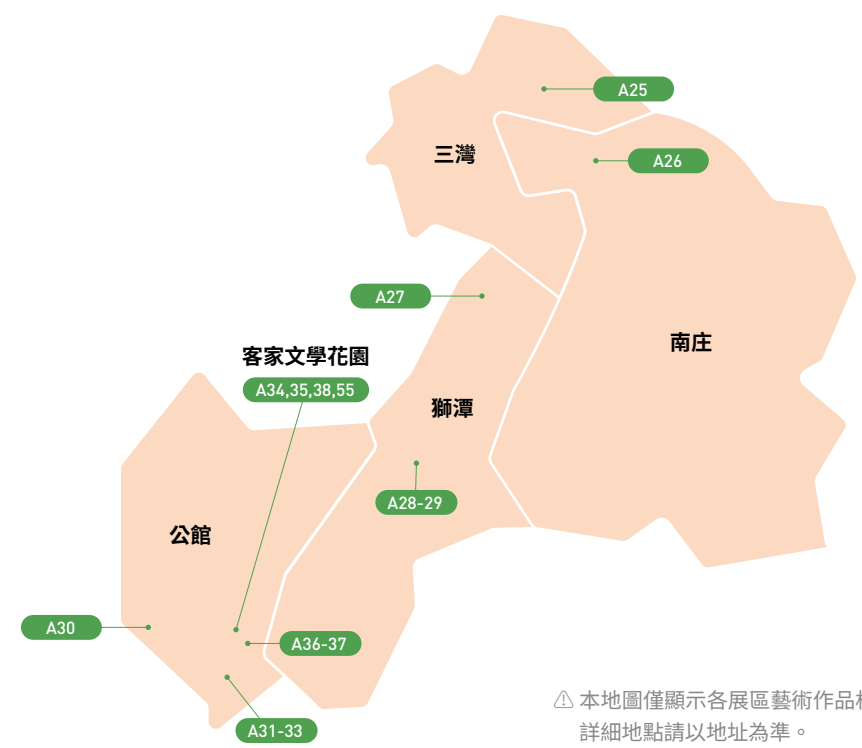 A25
三灣
A26
A27
南庄
客家文學花園
A34,35,38,55
獅潭
A28-29
公館
A30
A36-37
A31-33
⚠ 本地圖僅顯示各展區藝術作品
詳細地點請以地址為準。